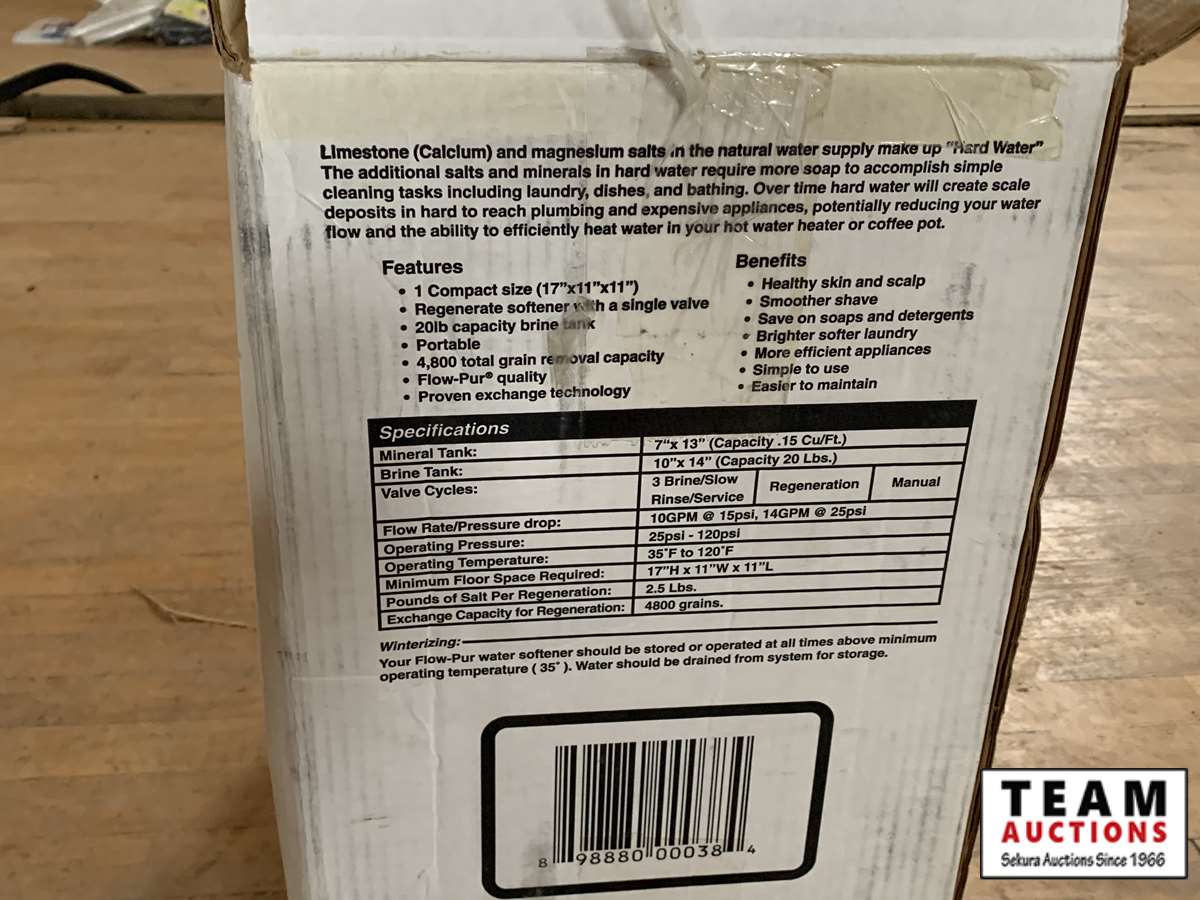 Limestone (Calcium) and magnesium salts in the natural water supply make up "Hard Water"
The additional salts and minerals in hard water require more soap to accomplish simple
cleaning tasks including laundry, dishes, and bathing. Over time hard water will create scale
deposits in hard to reach plumbing and expensive appliances, potentially reducing your water
flow and the ability to efficiently heat water in your hot water heater or coffee pot.
Features
• 1 Compact size (17”x11”x11”)
• Regenerate softener with a single valve
• 20lb capacity brine tank
• Portable
• 4,800 total grain removal capacity
• Flow-Pur® quality
• Proven exchange technology
Benefits
• Healthy skin and scalp
• Smoother shave
• Save on soaps and detergents
• Brighter softer laundry
• More efficient appliances
• Simple to use
• Easier to maintain
Specifications
Mineral Tank: 7“x 13” (Capacity .15 Cu/Ft.)
Brine Tank: 10”x 14” (Capacity 20 Lbs.)
Valve Cycles: 3 Brine/Slow Rinse/Service Regeneration Manual
Flow Rate/Pressure drop: 10GPM @ 15psi, 14GPM @ 25psi
Operating Pressure: 25psi - 120psi
Operating Temperature: 35˚F to 120˚F
Minimum Floor Space Required: 17”H x 11”W x 11”L
Pounds of Salt Per Regeneration: 2.5 Lbs.
Exchange Capacity for Regeneration: 4800 grains.
Winterizing:
Your Flow-Pur water softener should be stored or operated at all times above minimum
operating temperature ( 35˚ ). Water should be drained from system for storage.
8 98880 00038 4
TEAM
AUCTIONS
Sekura Auctions Since 1966